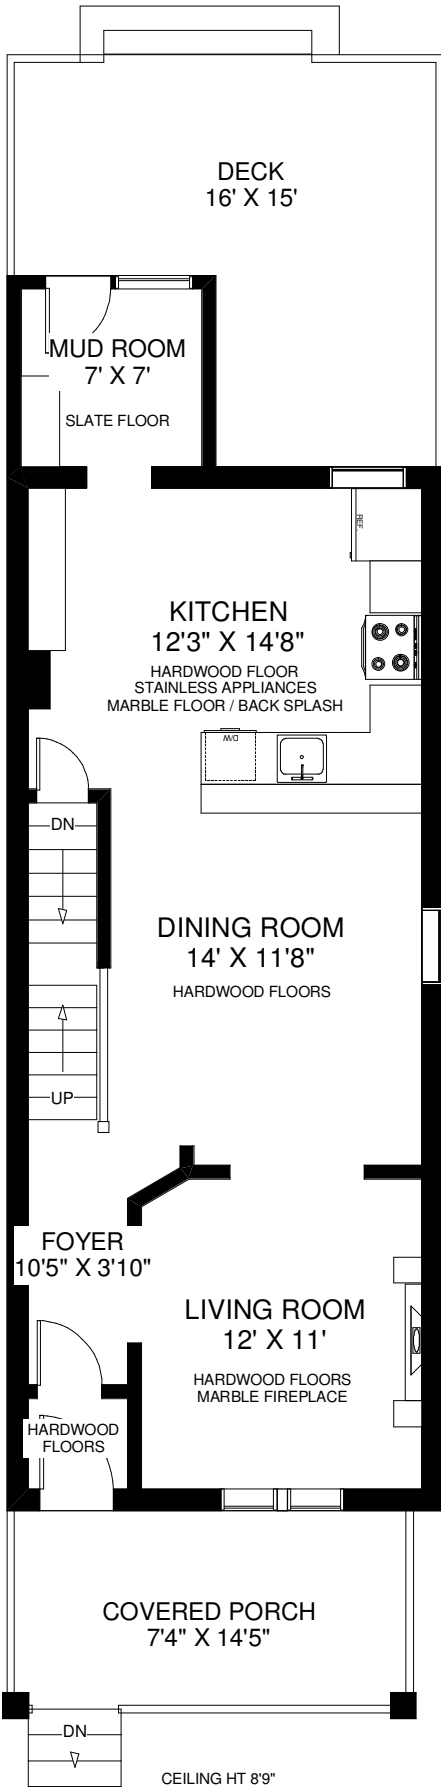 DECK
16' X 15'
MUD ROOM
7' X 7'
SLATE FLOOR
REF.
KITCHEN
12'3" X 14'8"
HARDWOOD FLOOR
STAINLESS APPLIANCES
MARBLE FLOOR / BACK SPLASH
D/W
DN
DINING ROOM
14' X 11'8"
HARDWOOD FLOORS
UP
FOYER
10'5" X 3'10"
LIVING ROOM
12' X 11'
HARDWOOD FLOORS
MARBLE FIREPLACE
HARDWOOD
FLOORS
COVERED PORCH
7'4" X 14'5"
DN
CEILING HT 8'9"